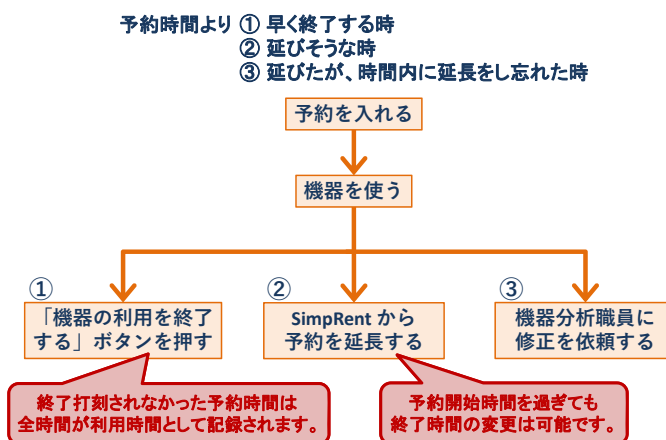 予約時間より ① 早く終了する時
② 延びそうな時
③ 延びたが、時間内に延長をし忘れた時
予約を入れる
機器を使う
①
「機器の利用を終了
する」ボタンを押す
②
SimpRent から
予約を延長する
③
機器分析職員に
修正を依頼する
終了打刻されなかった予約時間は
全時間が利用時間として記録されます。
予約開始時間を過ぎても
終了時間の変更は可能です。